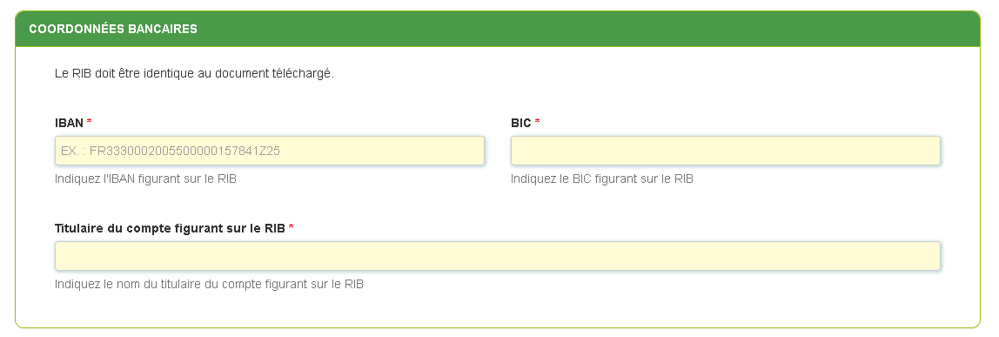 COORDONNÉES BANCAIRES
Le RIB doit être identique au document téléchargé.
IBAN * BIC *
EX. : FR3330002005500000157841Z25
Indiquez l'IBAN figurant sur le RIB Indiquez le BIC figurant sur le RIB
Titulaire du compte figurant sur le RIB *
Indiquez le nom du titulaire du compte figurant sur le RIB